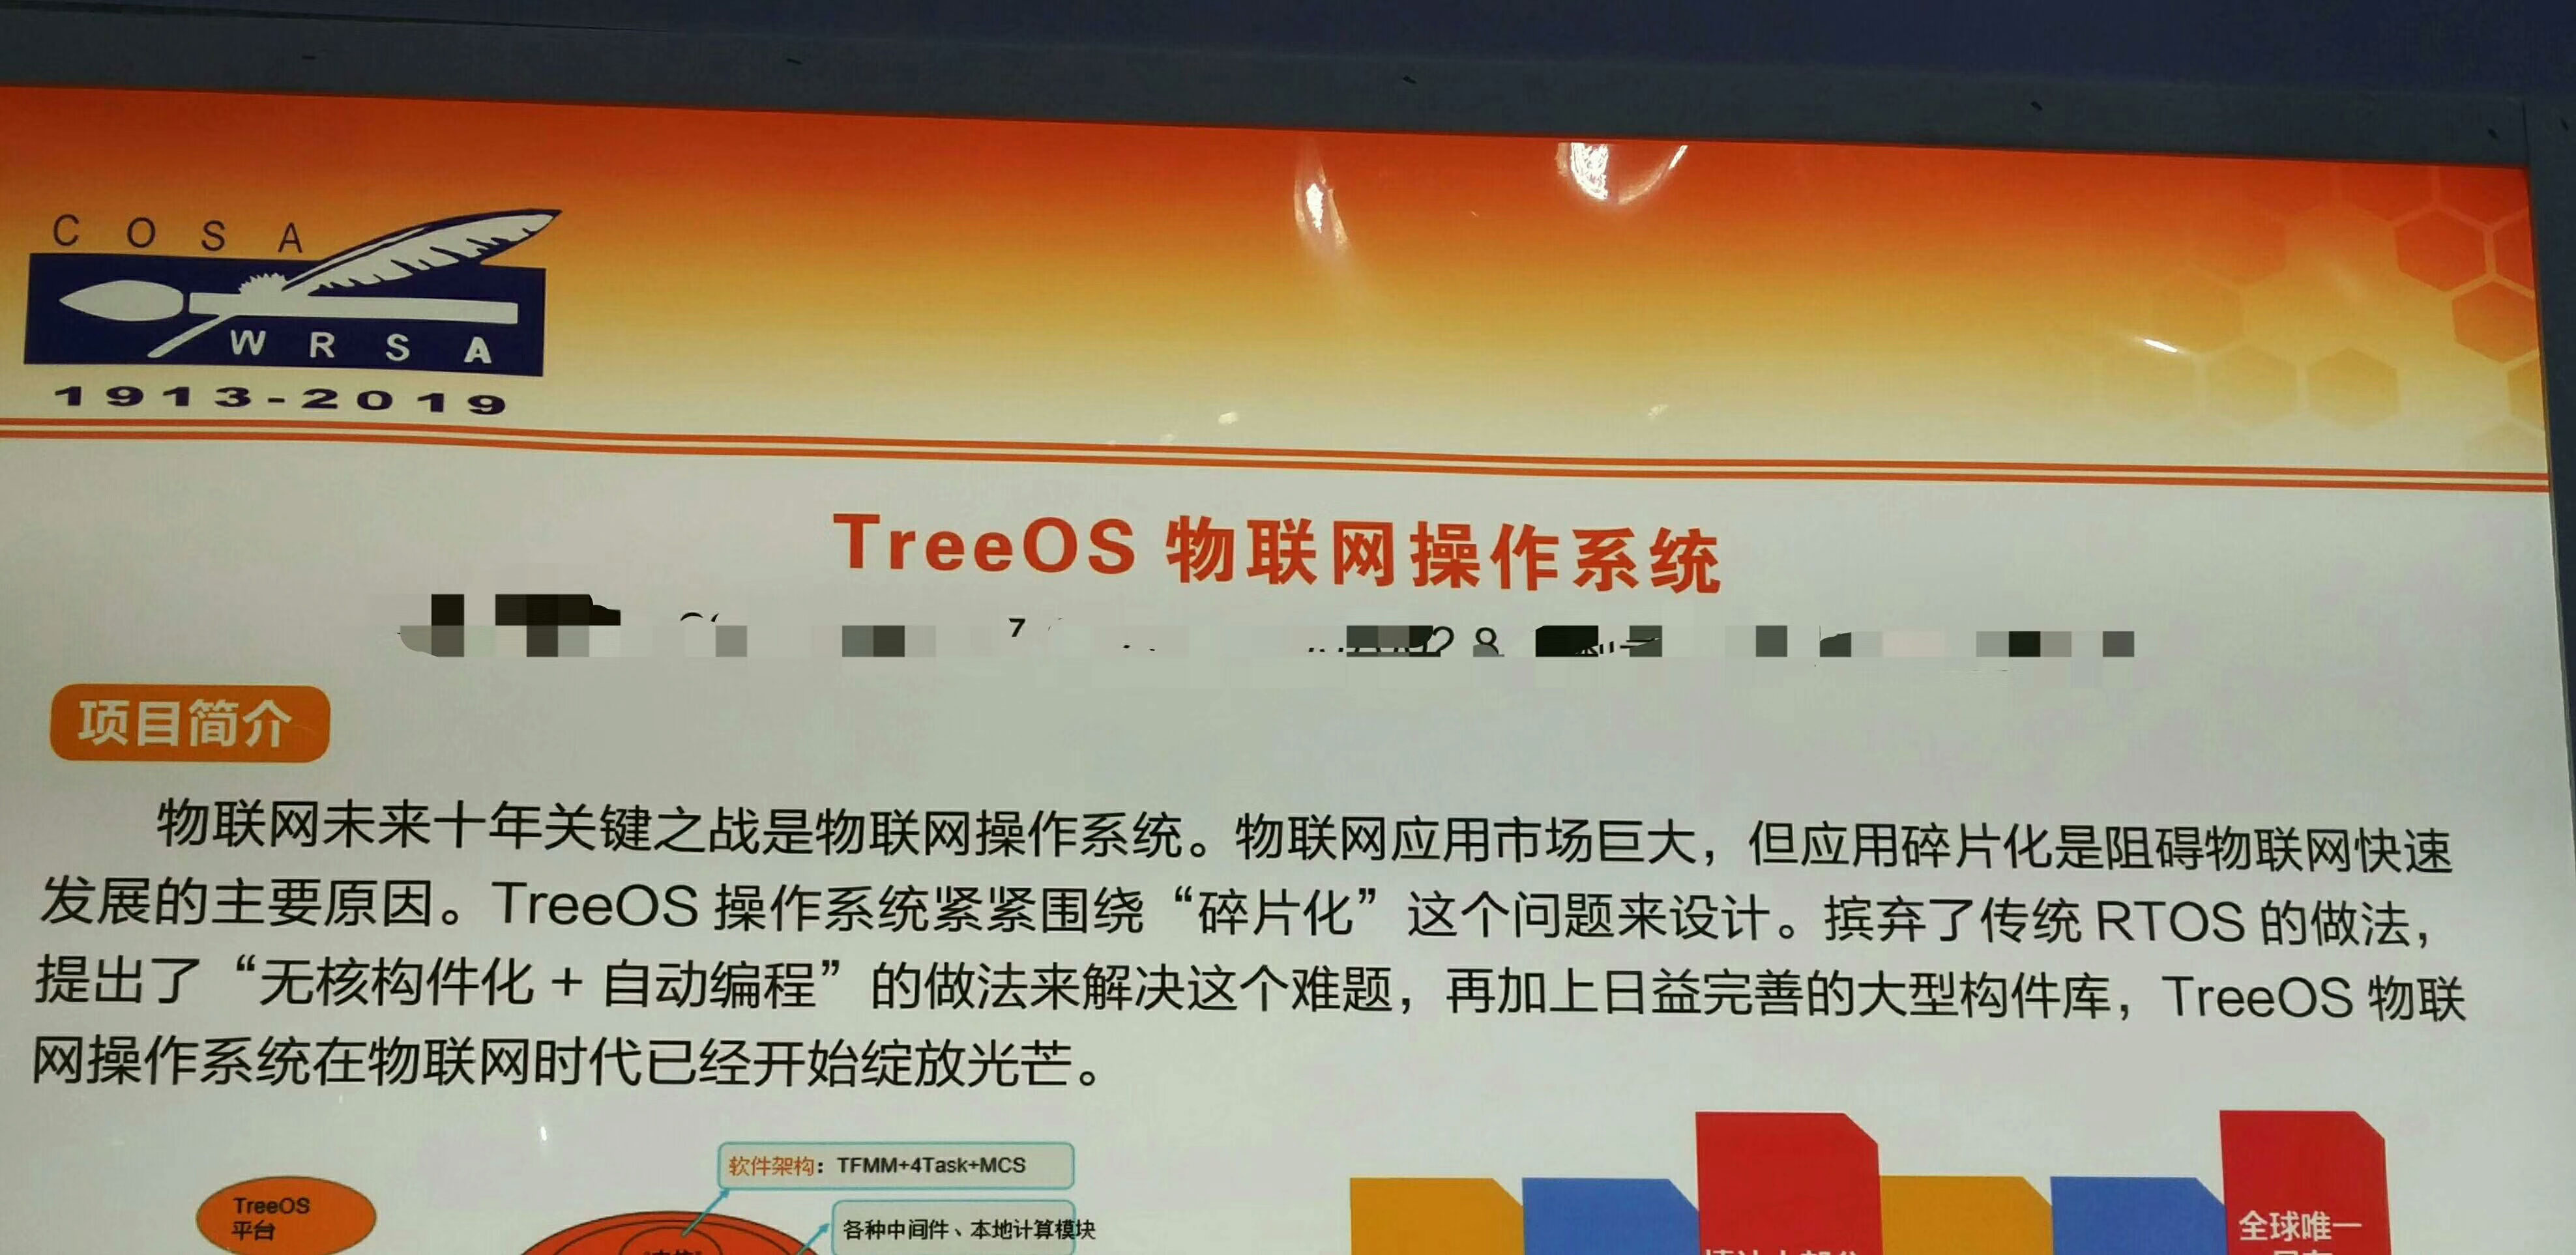 COSA
WRSA
1913-2019
TreeOS 物联网操作系统
项目简介
物联网未来十年关键之战是物联网操作系统。物联网应用市场巨大，但应用碎片化是阻碍物联网快速
发展的主要原因。TreeOS 操作系统紧紧围绕“碎片化”这个问题来设计。摈弃了传统 RTOS 的做法，
提出了“无核构件化 + 自动编程”的做法来解决这个难题，再加上日益完善的大型构件库，TreeOS 物联
网操作系统在物联网时代已经开始绽放光芒。
软件架构：TFMM+4Task+MCS
TreeOS
平台
各种中间件、本地计算模块
全球唯一